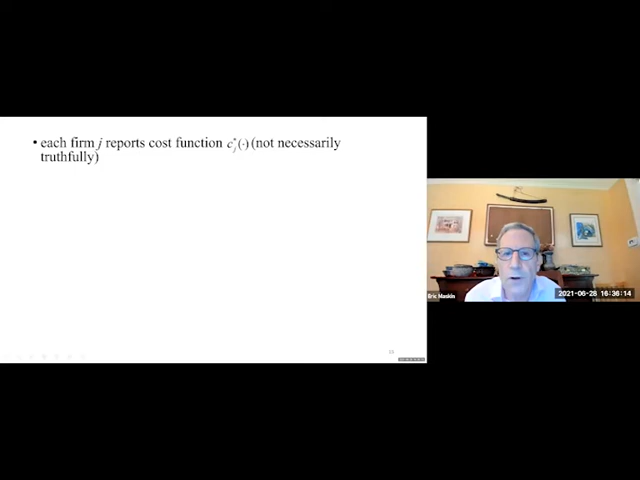 • each firm j reports cost function c*j(·) (not necessarily
truthfully)
Eric Maskin
2021-06-28 16:36:14